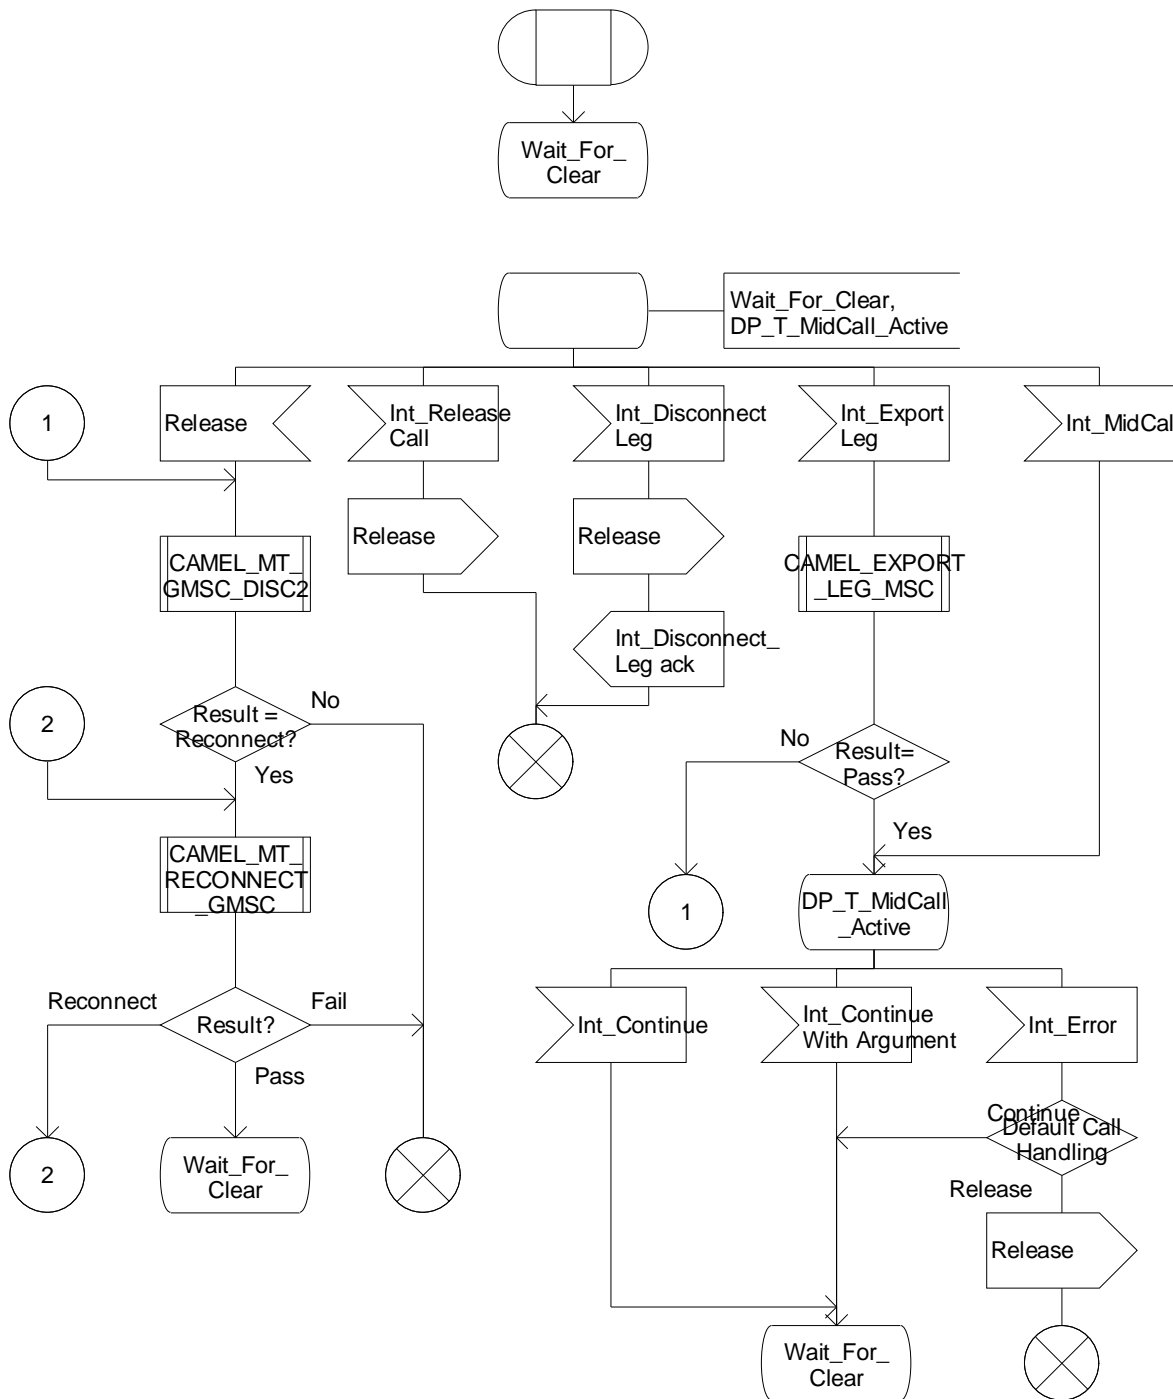 Wait_For_
Clear
Wait_For_Clear,
DP_T_MidCall_Active
1
Release
Int_Release
Call
Int_Disconnect
Leg
Int_Export
Leg
Int_MidCall
CAMEL_MT_
GMSC_DISC2
Release
Release
CAMEL_EXPORT
_LEG_MSC
Int_Disconnect_
Leg ack
2
Result =
Reconnect?
No
Yes
No
Result=
Pass?
Yes
CAMEL_MT_
RECONNECT
_GMSC
1
DP_T_MidCall
_Active
Reconnect
Result?
Fail
Pass
Int_Continue
Int_Continue
With Argument
Int_Error
Continue
Default Call
Handling
Release
2
Wait_For_
Clear
Release
Wait_For_
Clear